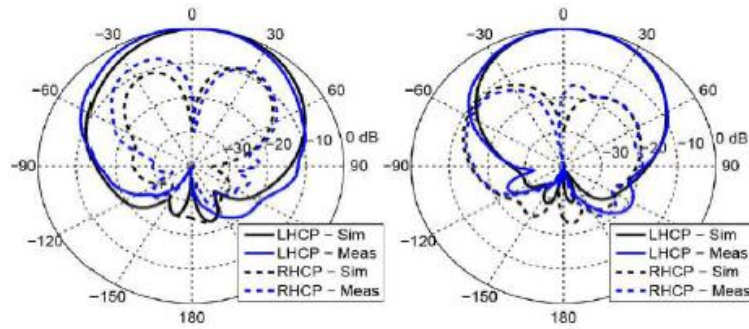 0
−30
30
−60
60
−30
−20
−10
0 dB
−90
90
−120
−150
180
LHCP − Sim
LHCP − Meas
RHCP − Sim
RHCP − Meas
0
−30
30
−60
60
−30
−20
−10
0 dB
−90
90
−120
−150
180
LHCP − Sim
LHCP − Meas
RHCP − Sim
RHCP − Meas